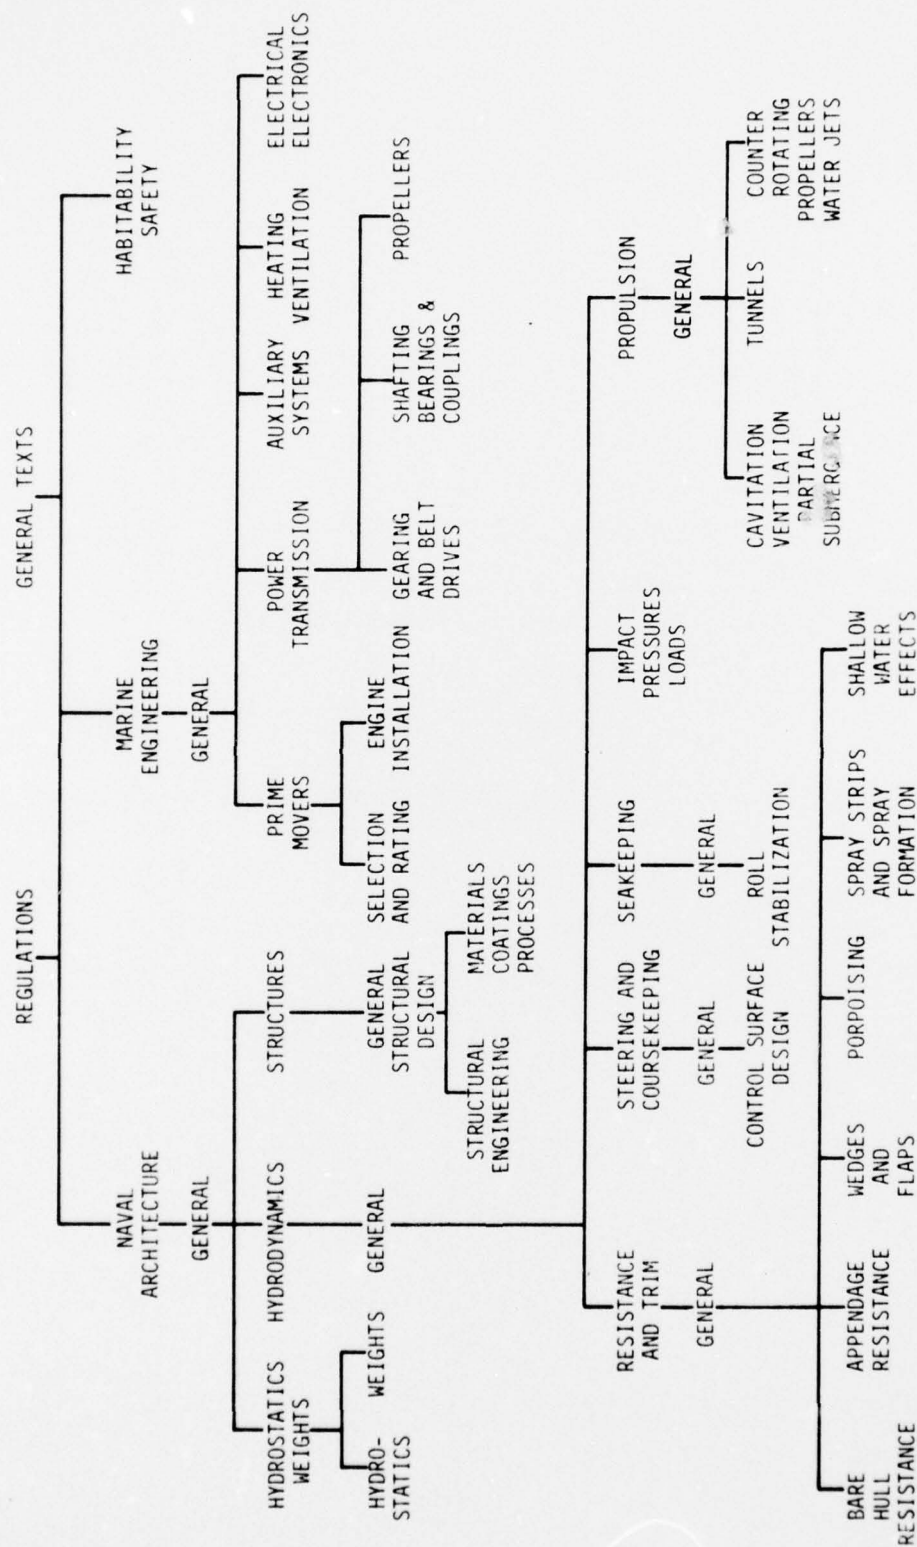 REGULATIONS
GENERAL TEXTS
NAVAL
ARCHITECTURE
GENERAL
MARINE
ENGINEERING
GENERAL
HABITABILITY
SAFETY
HYDROSTATICS
WEIGHTS
HYDRODYNAMICS
STRUCTURES
PRIME
MOVERS
POWER
TRANSMISSION
AUXILIARY
SYSTEMS
HEATING
VENTILATION
ELECTRICAL
ELECTRONICS
HYDRO-
STATICS
WEIGHTS
GENERAL
GENERAL
STRUCTURAL
DESIGN
SELECTION
AND RATING
ENGINE
INSTALLATION
GEARING
AND BELT
DRIVES
SHAFTING
BEARINGS &
COUPLINGS
PROPELLERS
STRUCTURAL
ENGINEERING
MATERIALS
COATINGS
PROCESSES
RESISTANCE
AND TRIM
GENERAL
STEERING AND
COURSEKEEPING
GENERAL
CONTROL SURFACE
DESIGN
SEAKEEPING
GENERAL
ROLL
STABILIZATION
IMPACT
PRESSURES
LOADS
PROPULSION
GENERAL
CAVITATION
VENTILATION
PARTIAL
SUBMERGENCE
TUNNELS
COUNTER
ROTATING
PROPELLERS
WATER JETS
BARE
HULL
RESISTANCE
APPENDAGE
RESISTANCE
WEDGES
AND
FLAPS
PORPOISING
SPRAY STRIPS
AND SPRAY
FORMATION
SHALLOW
WATER
EFFECTS